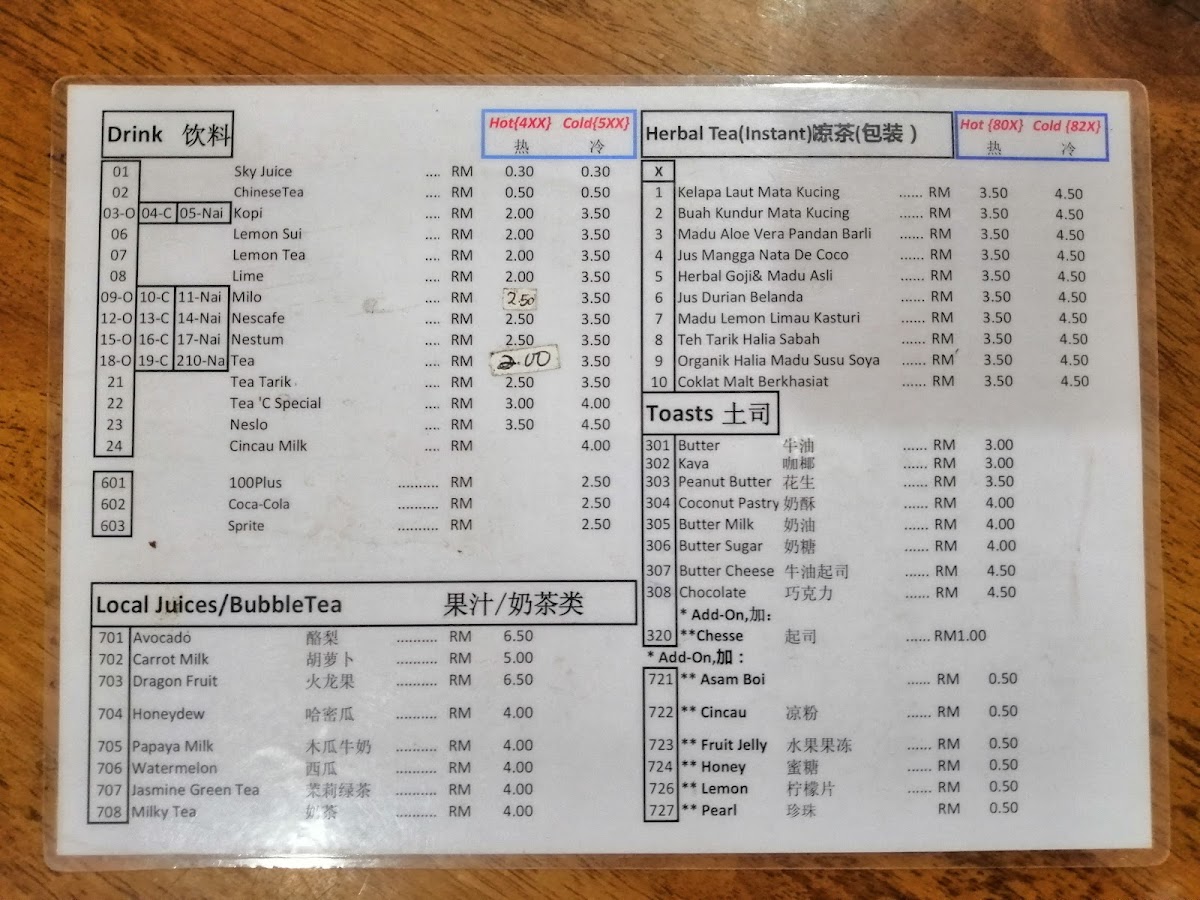 Drink 饮料 Hot{4XX} Cold{5XX}
热 冷
01 Sky Juice .... RM 0.30 0.30
02 ChineseTea .... RM 0.50 0.50
03-O 04-C 05-Nai Kopi .... RM 2.00 3.50
06 Lemon Sui .... RM 2.00 3.50
07 Lemon Tea .... RM 2.00 3.50
08 Lime .... RM 2.00 3.50
09-O 10-C 11-Nai Milo .... RM 2.50 3.50
12-O 13-C 14-Nai Nescafe .... RM 2.50 3.50
15-O 16-C 17-Nai Nestum .... RM 2.50 3.50
18-O 19-C 210-Na Tea .... RM 2.00 3.50
21 Tea Tarik .... RM 2.50 3.50
22 Tea 'C Special .... RM 3.00 4.00
23 Neslo .... RM 3.50 4.50
24 Cincau Milk .... RM 4.00
601 100Plus .......... RM 2.50
602 Coca-Cola .......... RM 2.50
603 Sprite .......... RM 2.50
Local Juices/BubbleTea 果汁/奶茶类
701 Avocado 酪梨 .......... RM 6.50
702 Carrot Milk 胡萝卜 .......... RM 5.00
703 Dragon Fruit 火龙果 .......... RM 6.50
704 Honeydew 哈密瓜 .......... RM 4.00
705 Papaya Milk 木瓜牛奶 .......... RM 4.00
706 Watermelon 西瓜 .......... RM 4.00
707 Jasmine Green Tea 茉莉绿茶 .......... RM 4.00
708 Milky Tea 奶茶 .......... RM 4.00
Herbal Tea(Instant)凉茶(包装) Hot {80X} Cold {82X}
热 冷
X
1 Kelapa Laut Mata Kucing ...... RM 3.50 4.50
2 Buah Kundur Mata Kucing ...... RM 3.50 4.50
3 Madu Aloe Vera Pandan Barli ...... RM 3.50 4.50
4 Jus Mangga Nata De Coco ...... RM 3.50 4.50
5 Herbal Goji& Madu Asli ...... RM 3.50 4.50
6 Jus Durian Belanda ...... RM 3.50 4.50
7 Madu Lemon Limau Kasturi ...... RM 3.50 4.50
8 Teh Tarik Halia Sabah ...... RM 3.50 4.50
9 Organik Halia Madu Susu Soya ...... RM 3.50 4.50
10 Coklat Malt Berkhasiat ...... RM 3.50 4.50
Toasts 土司
301 Butter 牛油 ...... RM 3.00
302 Kaya 咖椰 ...... RM 3.00
303 Peanut Butter 花生 ...... RM 3.50
304 Coconut Pastry 奶酥 ...... RM 4.00
305 Butter Milk 奶油 ...... RM 4.00
306 Butter Sugar 奶糖 ...... RM 4.00
307 Butter Cheese 牛油起司 ...... RM 4.50
308 Chocolate 巧克力 ...... RM 4.50
* Add-On,加:
320 **Chesse 起司 ...... RM1.00
* Add-On,加:
721 ** Asam Boi ...... RM 0.50
722 ** Cincau 凉粉 ...... RM 0.50
723 ** Fruit Jelly 水果果冻 ...... RM 0.50
724 ** Honey 蜜糖 ...... RM 0.50
726 ** Lemon 柠檬片 ...... RM 0.50
727 ** Pearl 珍珠 RM 0.50